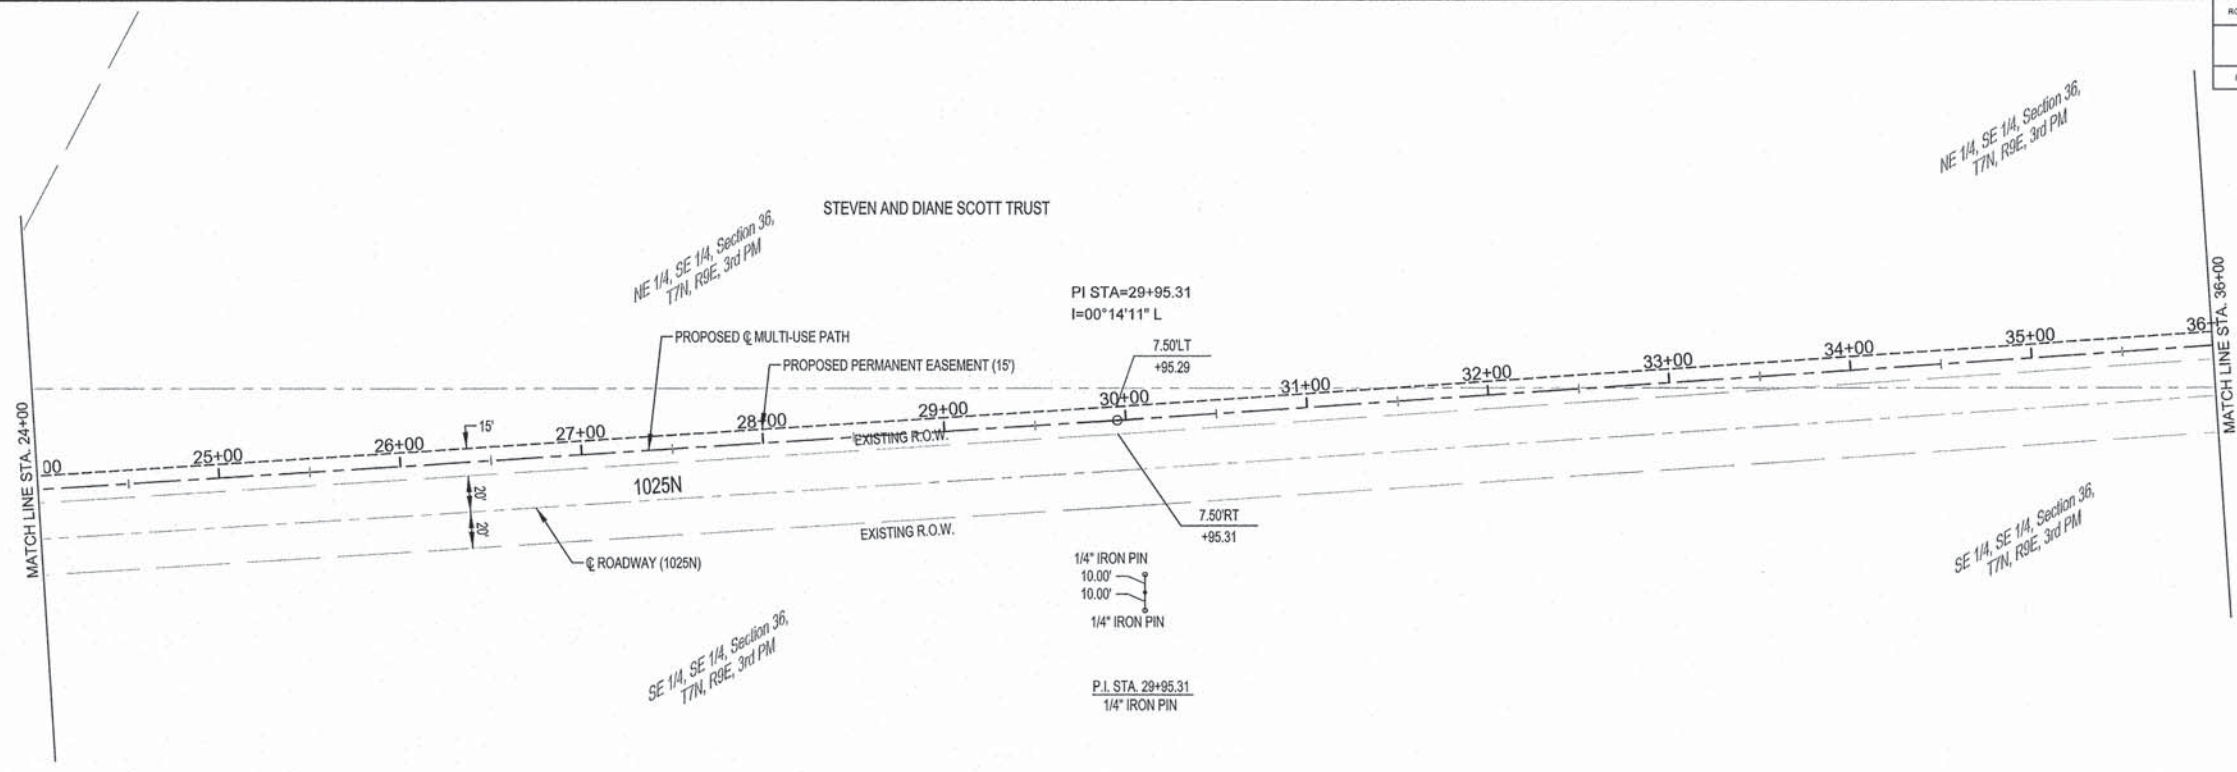 NE 1/4, SE 1/4, Section 36,
T7N, R9E, 3rd PM
STEVEN AND DIANE SCOTT TRUST
NE 1/4, SE 1/4, Section 36,
T7N, R9E, 3rd PM
PI STA=29+95.31
I=00°14'11" L
PROPOSED ℄ MULTI-USE PATH
PROPOSED PERMANENT EASEMENT (15')
7.50'LT
+95.29
MATCH LINE STA. 24+00
00
25+00
26+00
15'
27+00
28+00
29+00
30+00
31+00
32+00
33+00
34+00
35+00
36+
MATCH LINE STA. 36+00
EXISTING R.O.W.
1025N
20'
20'
EXISTING R.O.W.
℄ ROADWAY (1025N)
7.50'RT
+95.31
1/4" IRON PIN
10.00'
10.00'
1/4" IRON PIN
SE 1/4, SE 1/4, Section 36,
T7N, R9E, 3rd PM
SE 1/4, SE 1/4, Section 36,
T7N, R9E, 3rd PM
P.I. STA. 29+95.31
1/4" IRON PIN